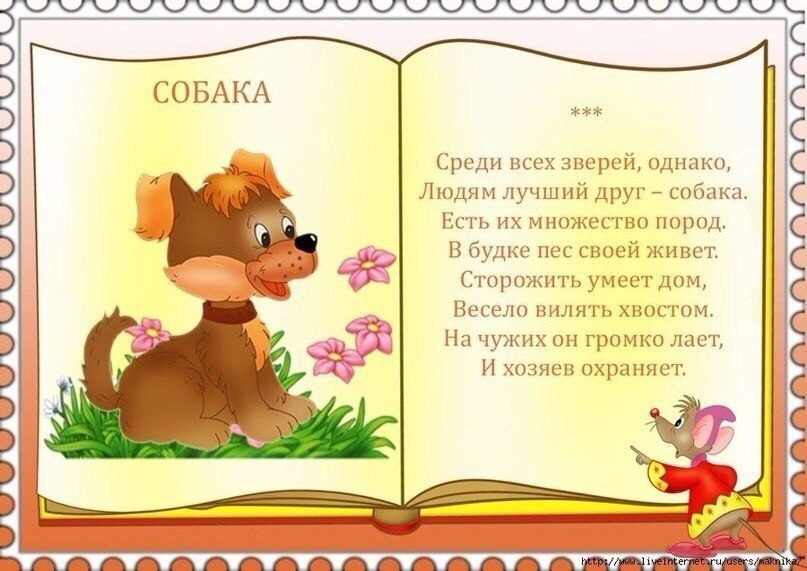 СОБАКА
***
Среди всех зверей, однако,
Людям лучший друг – собака.
Есть их множество пород.
В будке пес своей живет.
Сторожить умеет дом,
Весело вилять хвостом.
На чужих он громко лает,
И хозяев охраняет.
http://www.liveinternet.ru/users/maknika/